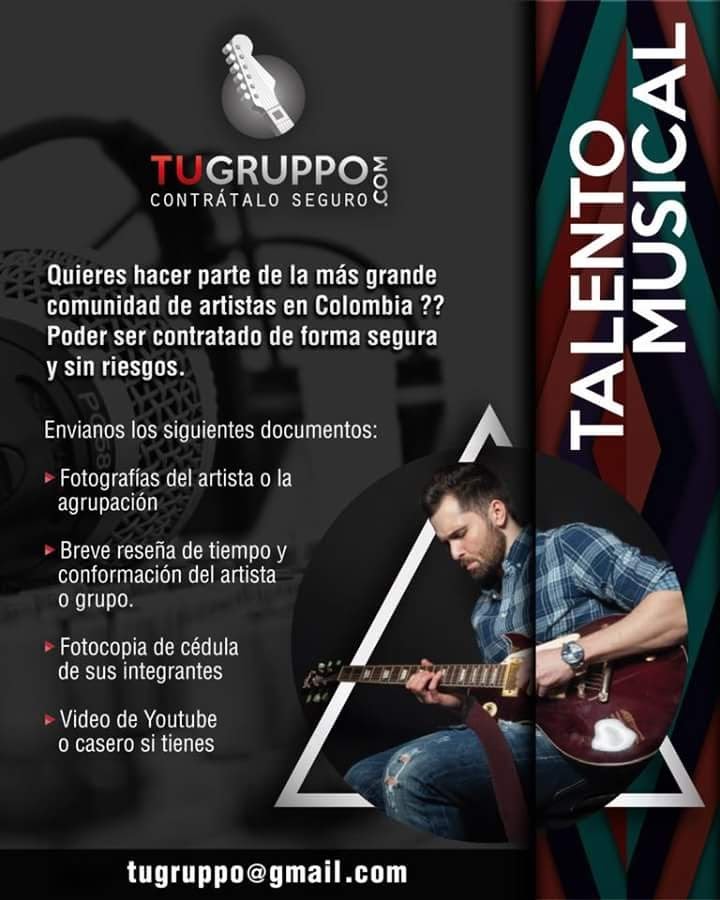 TUGRUPPO.COM
CONTRÁTALO SEGURO
TALENTO
MUSICAL
Quieres hacer parte de la más grande
comunidad de artistas en Colombia ??
Poder ser contratado de forma segura
y sin riesgos.
Envianos los siguientes documentos:
Fotografías del artista o la
agrupación
Breve reseña de tiempo y
conformación del artista
o grupo.
Fotocopia de cédula
de sus integrantes
Video de Youtube
o casero si tienes
PG58
tugruppo@gmail.com